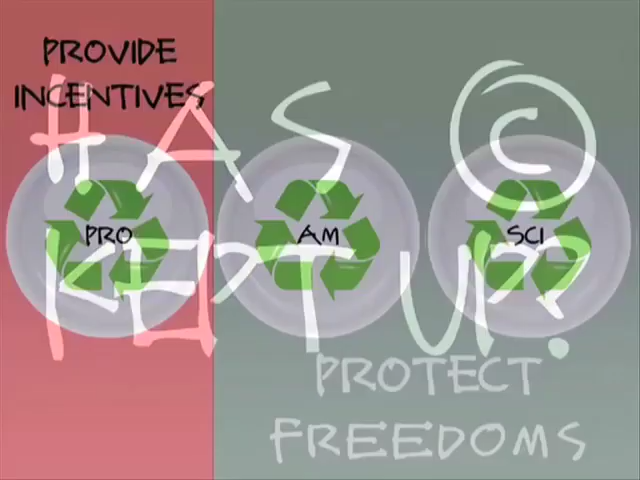 PROVIDE
INCENTIVES
HAS ©
PRO AM SCI
KEPT UP?
PROTECT
FREEDOMS